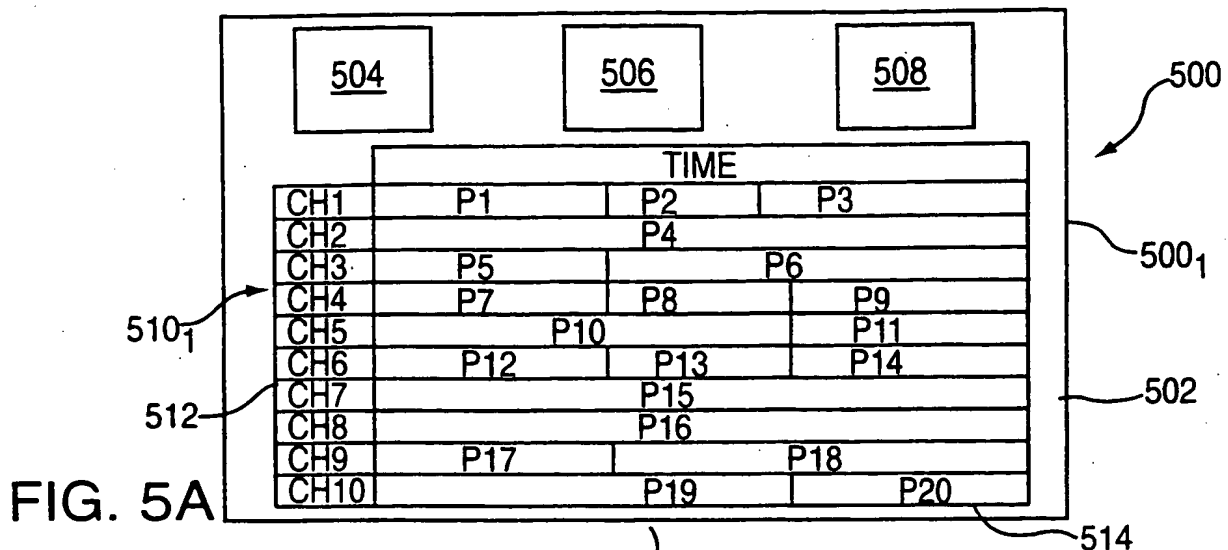 504 506 508
500
TIME
CH1 P1 P2 P3
CH2 P4
500₁
CH3 P5 P6
CH4 P7 P8 P9
510₁
CH5 P10 P11
CH6 P12 P13 P14
CH7 P15
502
512
CH8 P16
CH9 P17 P18
CH10 P19 P20
FIG. 5A
514